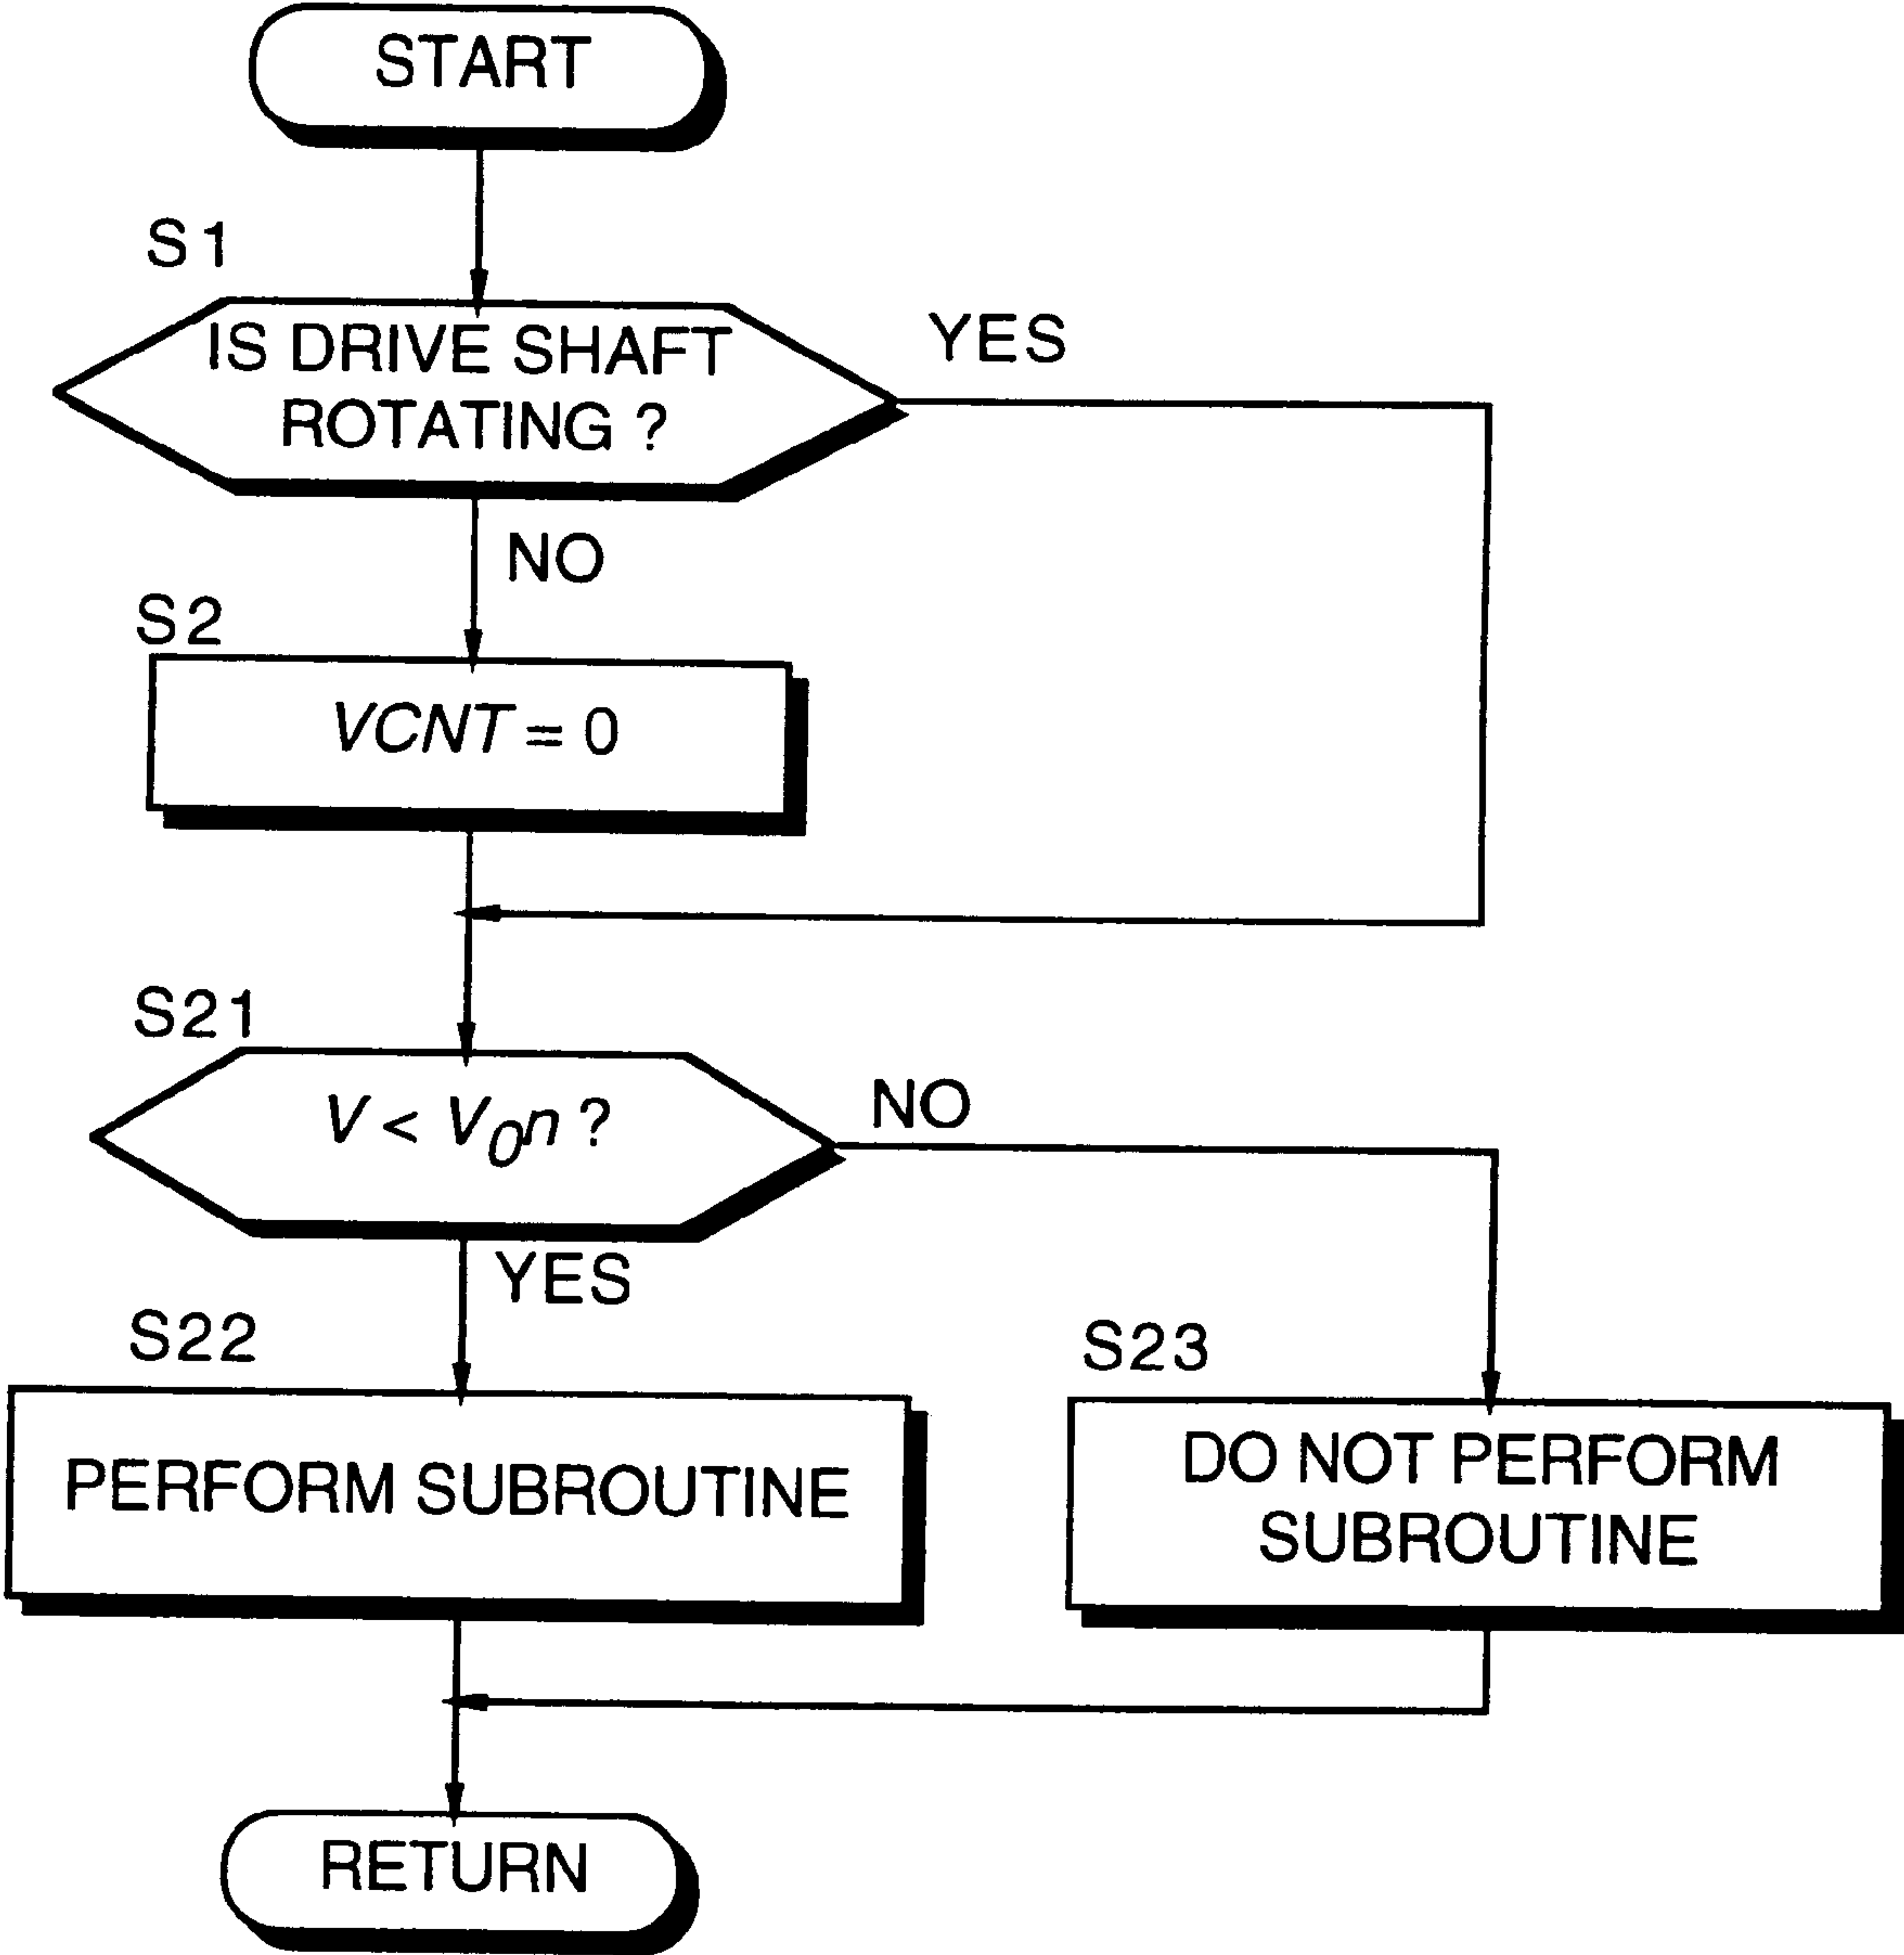 START
S1
IS DRIVE SHAFT
ROTATING ?
YES
NO
S2
VCNT = 0
S21
V < V0n ?
NO
YES
S22
PERFORM SUBROUTINE
S23
DO NOT PERFORM
SUBROUTINE
RETURN